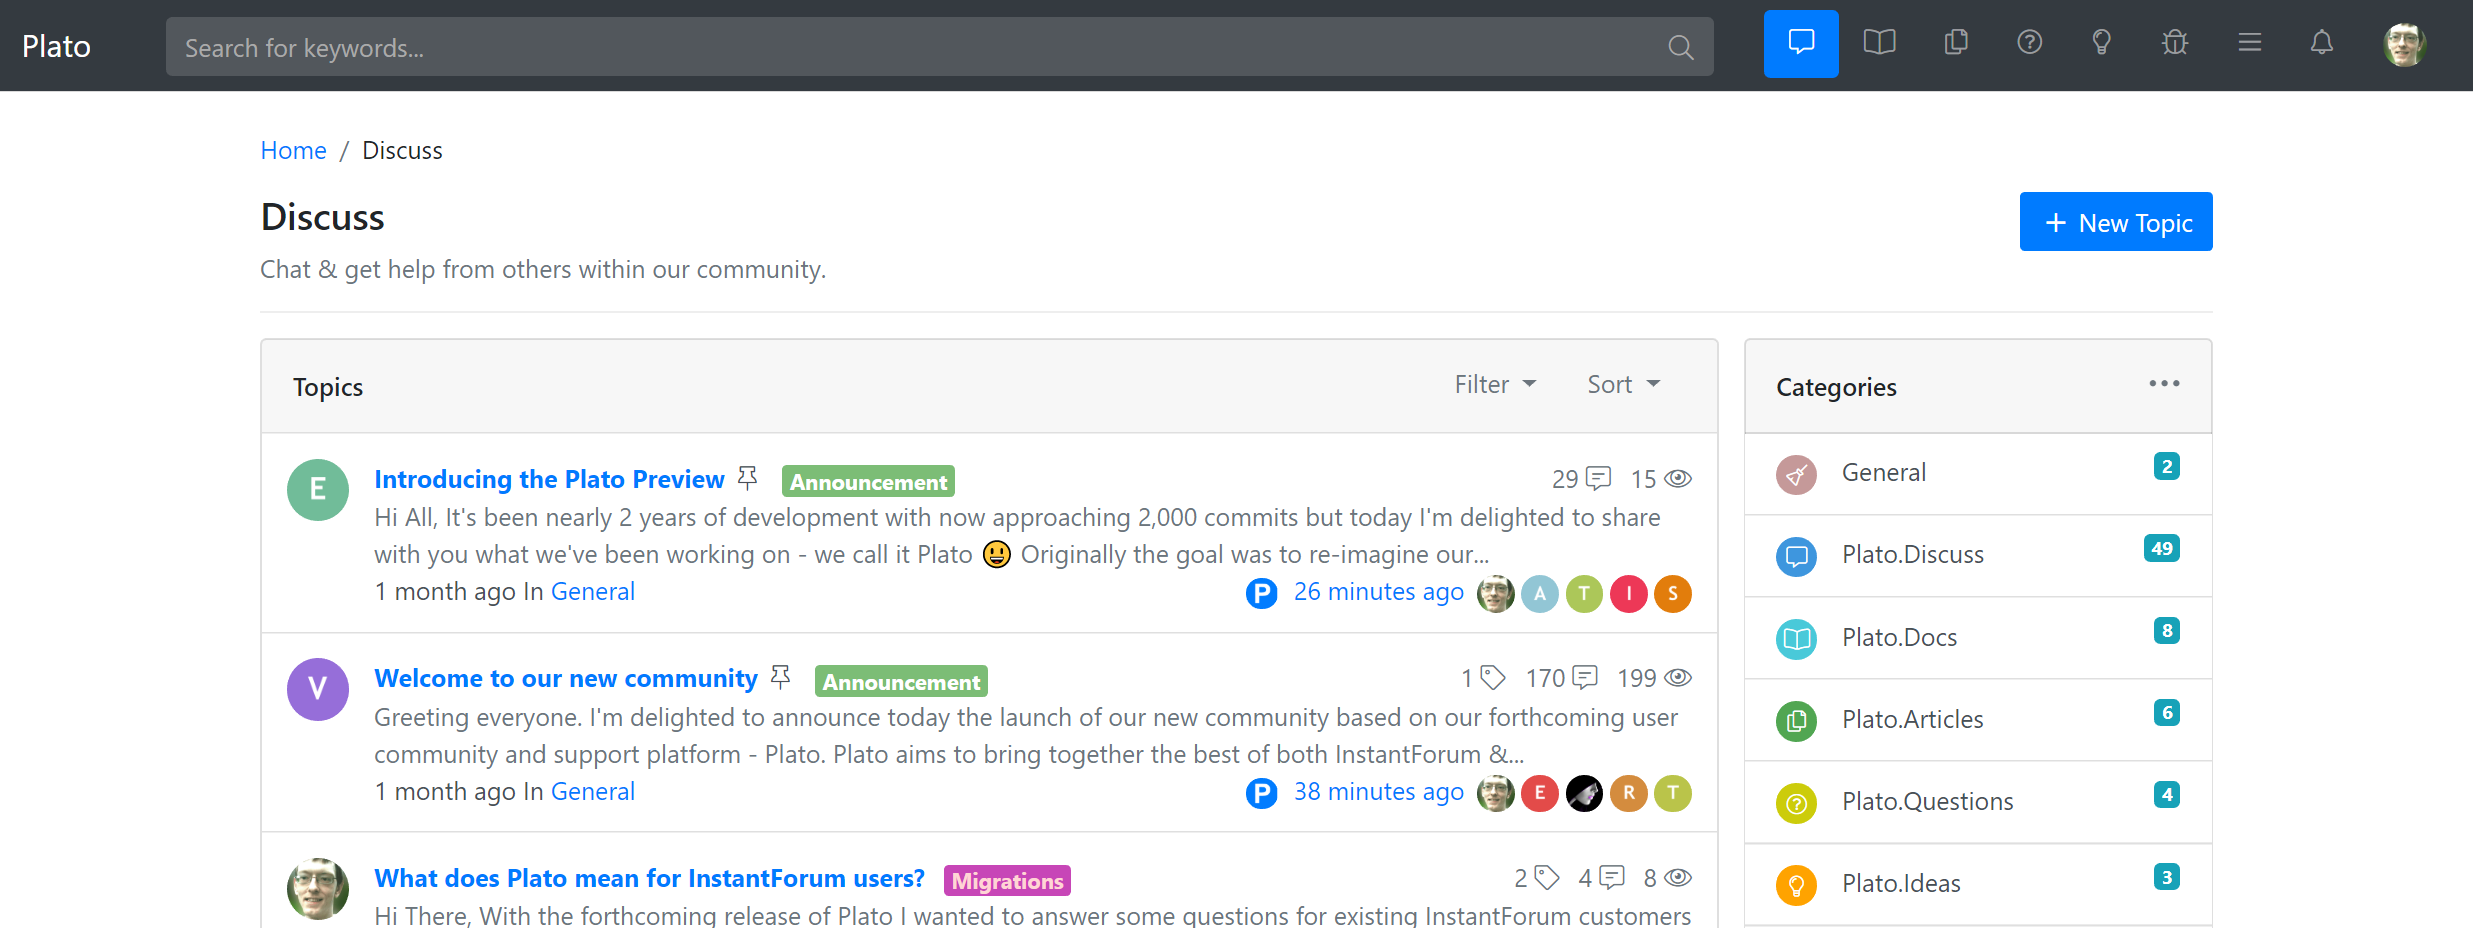 Plato
Search for keywords...
Home / Discuss
Discuss
New Topic
Chat & get help from others within our community.
Topics
Filter
Sort
E
Introducing the Plato Preview
Announcement
29
15
Hi All, It's been nearly 2 years of development with now approaching 2,000 commits but today I'm delighted to share
with you what we've been working on - we call it Plato 😃 Originally the goal was to re-imagine our...
1 month ago In General
P
26 minutes ago
A
T
I
S
V
Welcome to our new community
Announcement
1
170
199
Greeting everyone. I'm delighted to announce today the launch of our new community based on our forthcoming user
community and support platform - Plato. Plato aims to bring together the best of both InstantForum &...
1 month ago In General
P
38 minutes ago
E
R
T
What does Plato mean for InstantForum users?
Migrations
2
4
8
Hi There, With the forthcoming release of Plato I wanted to answer some questions for existing InstantForum customers
Categories
General
2
Plato.Discuss
49
Plato.Docs
8
Plato.Articles
6
Plato.Questions
4
Plato.Ideas
3